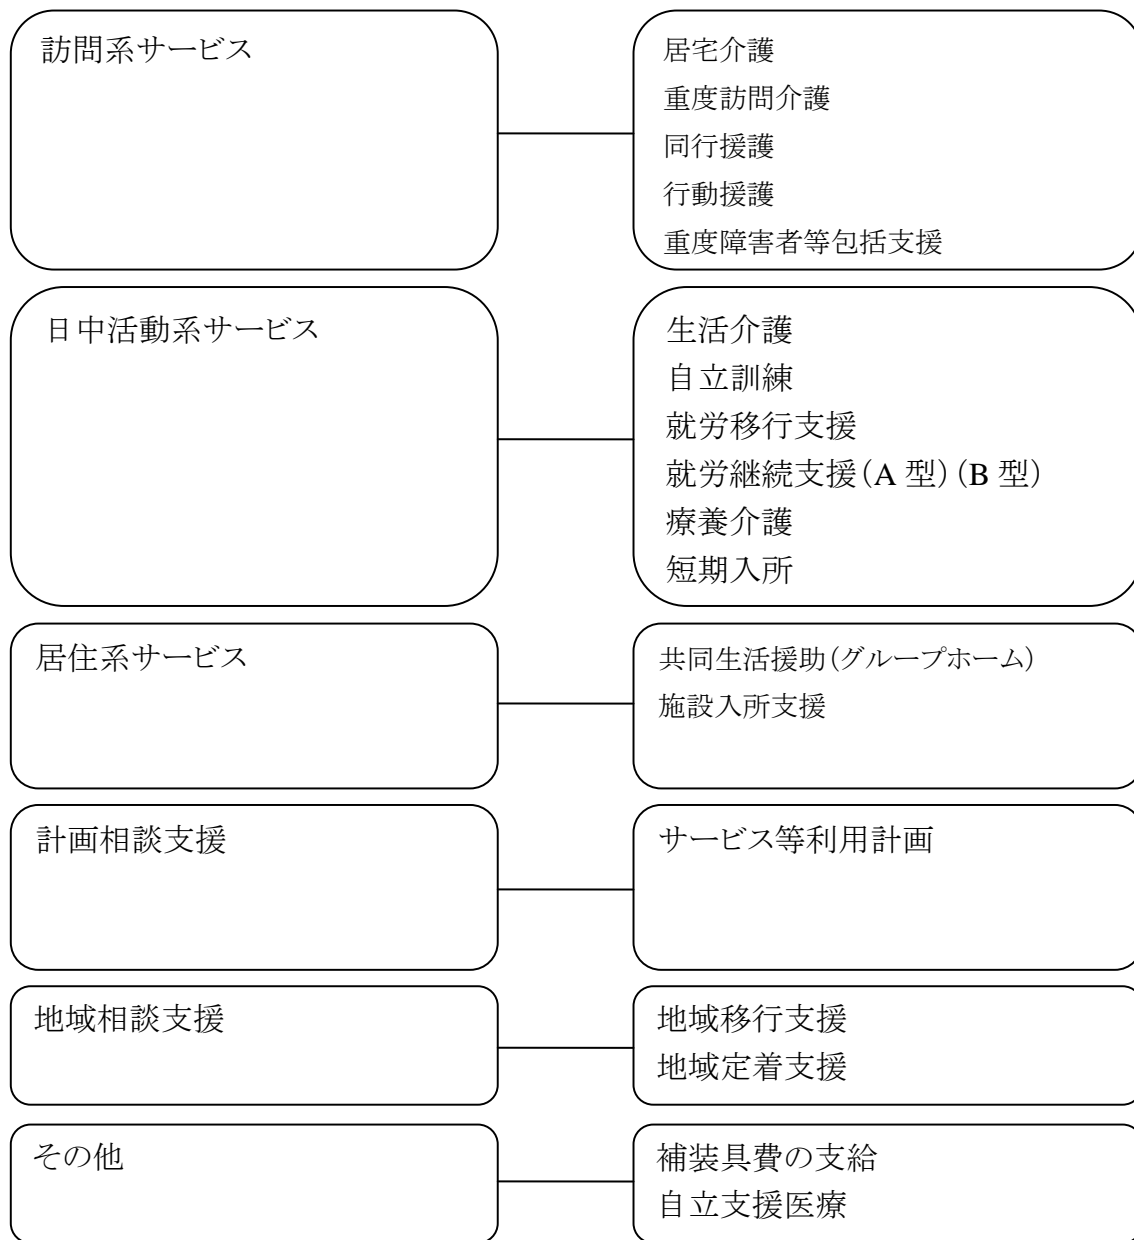 訪問系サービス
居宅介護
重度訪問介護
同行援護
行動援護
重度障害者等包括支援
日中活動系サービス
生活介護
自立訓練
就労移行支援
就労継続支援(A 型)(B 型)
療養介護
短期入所
居住系サービス
共同生活援助(グループホーム)
施設入所支援
計画相談支援
サービス等利用計画
地域相談支援
地域移行支援
地域定着支援
その他
補装具費の支給
自立支援医療